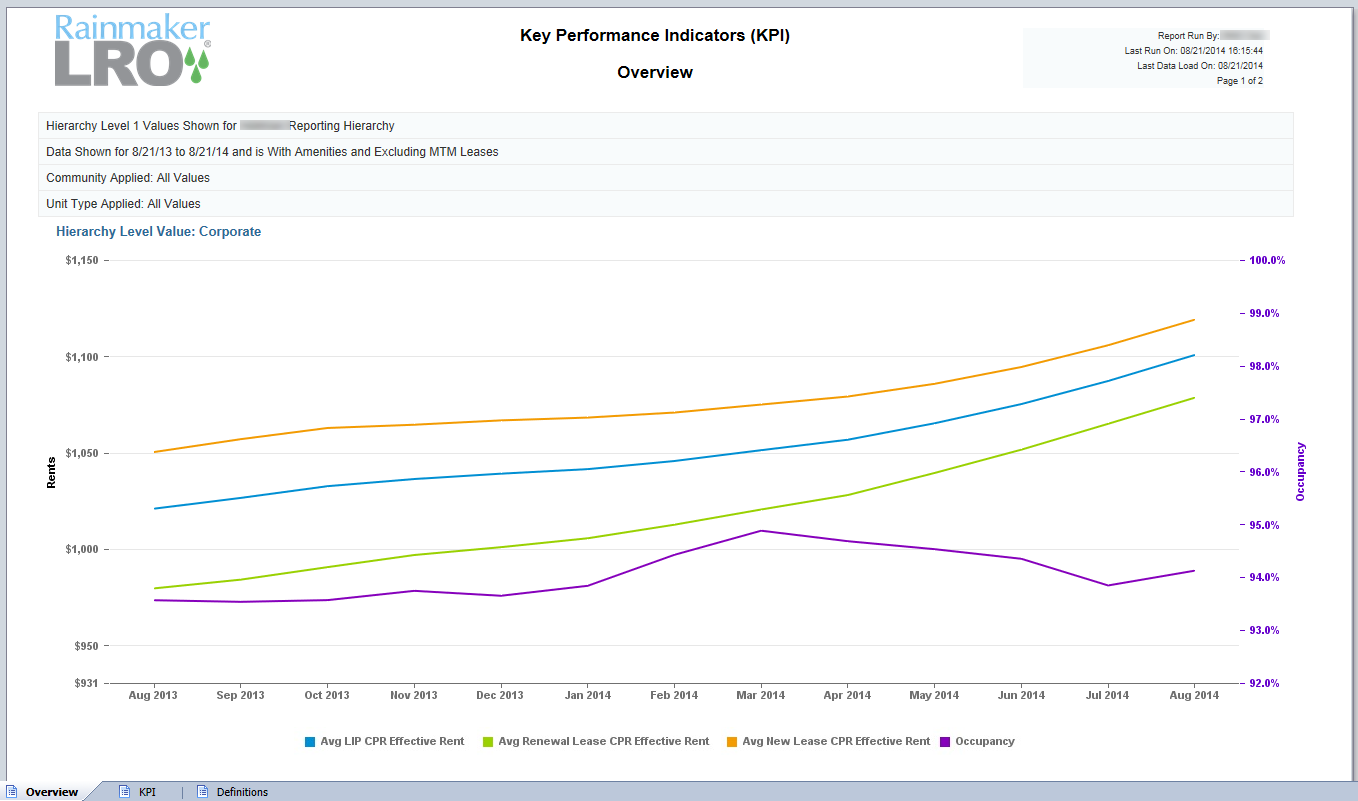 Rainmaker
LRO®
Key Performance Indicators (KPI)
Overview
Report Run By:
Last Run On: 08/21/2014 16:15:44
Last Data Load On: 08/21/2014
Page 1 of 2
Hierarchy Level 1 Values Shown for Reporting Hierarchy
Data Shown for 8/21/13 to 8/21/14 and is With Amenities and Excluding MTM Leases
Community Applied: All Values
Unit Type Applied: All Values
Hierarchy Level Value: Corporate
$1,150
$1,100
$1,050
$1,000
$950
$931
Rents
100.0%
99.0%
98.0%
97.0%
96.0%
95.0%
94.0%
93.0%
92.0%
Occupancy
Aug 2013 Sep 2013 Oct 2013 Nov 2013 Dec 2013 Jan 2014 Feb 2014 Mar 2014 Apr 2014 May 2014 Jun 2014 Jul 2014 Aug 2014
Avg LIP CPR Effective Rent Avg Renewal Lease CPR Effective Rent Avg New Lease CPR Effective Rent Occupancy
Overview KPI Definitions